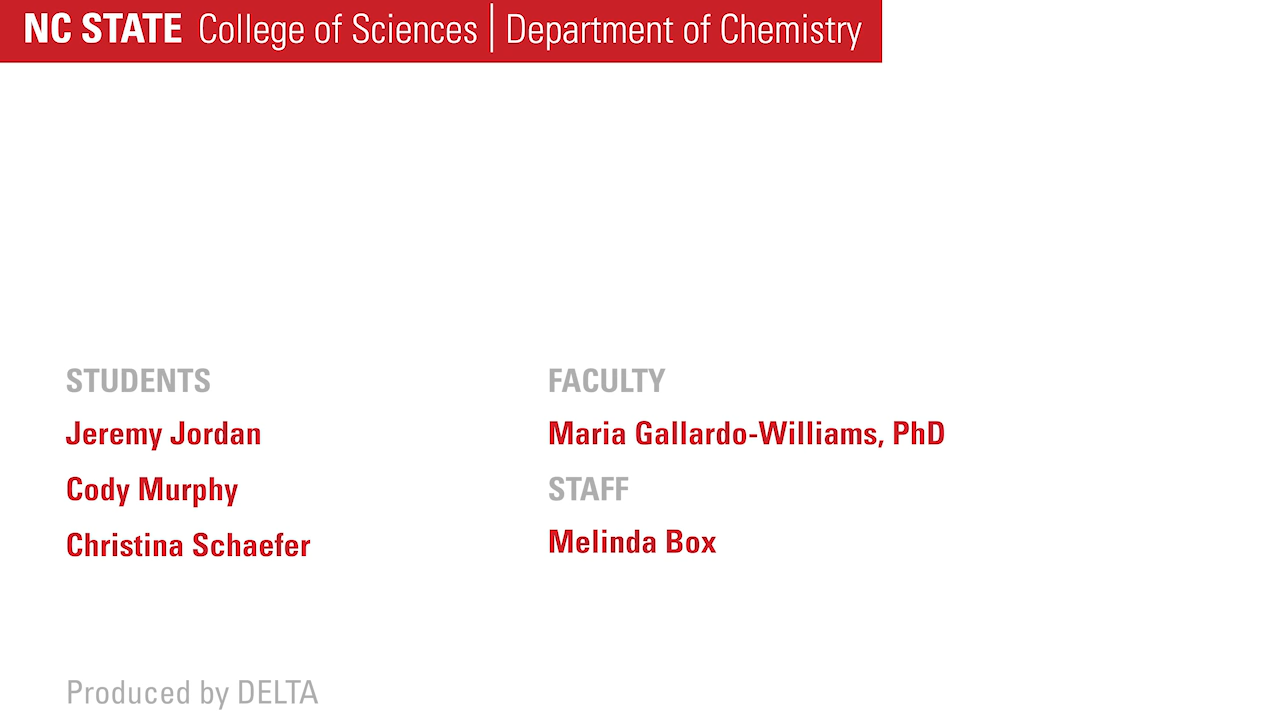 NC STATE College of Sciences | Department of Chemistry
STUDENTS
Jeremy Jordan
Cody Murphy
Christina Schaefer
FACULTY
Maria Gallardo-Williams, PhD
STAFF
Melinda Box
Produced by DELTA